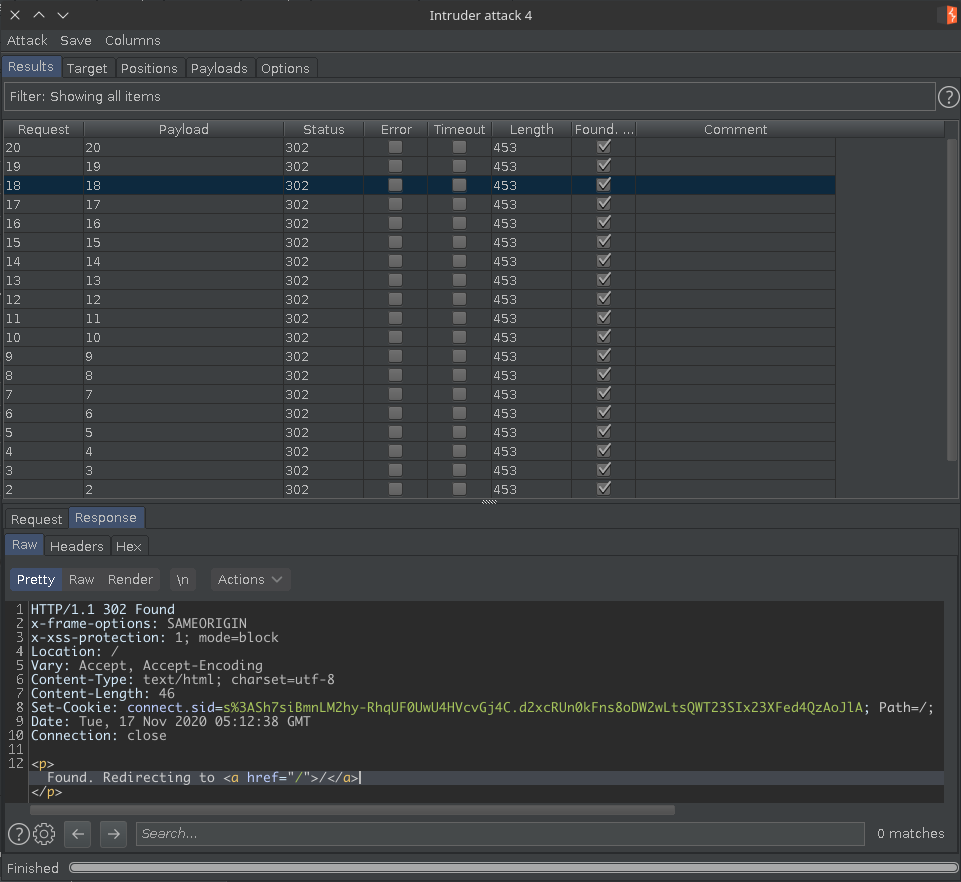 Intruder attack 4
Attack Save Columns
Results Target Positions Payloads Options
Filter: Showing all items
?
Request Payload Status Error Timeout Length Found. ... Comment
20 20 302 453
19 19 302 453
18 18 302 453
17 17 302 453
16 16 302 453
15 15 302 453
14 14 302 453
13 13 302 453
12 12 302 453
11 11 302 453
10 10 302 453
9 9 302 453
8 8 302 453
7 7 302 453
6 6 302 453
5 5 302 453
4 4 302 453
3 3 302 453
2 2 302 453
Request Response
Raw Headers Hex
Pretty Raw Render \n Actions
1 HTTP/1.1 302 Found
2 x-frame-options: SAMEORIGIN
3 x-xss-protection: 1; mode=block
4 Location: /
5 Vary: Accept, Accept-Encoding
6 Content-Type: text/html; charset=utf-8
7 Content-Length: 46
8 Set-Cookie: connect.sid=s%3ASh7siBmnLM2hy-RhqUF0UwU4HVcvGj4C.d2xcRUn0kFns8oDW2wLtsQWT23SIx23XFed4QzAoJlA; Path=/;
9 Date: Tue, 17 Nov 2020 05:12:38 GMT
10 Connection: close
11
12 <p>
Found. Redirecting to <a href="/">/</a>
</p>
? Search... 0 matches
Finished